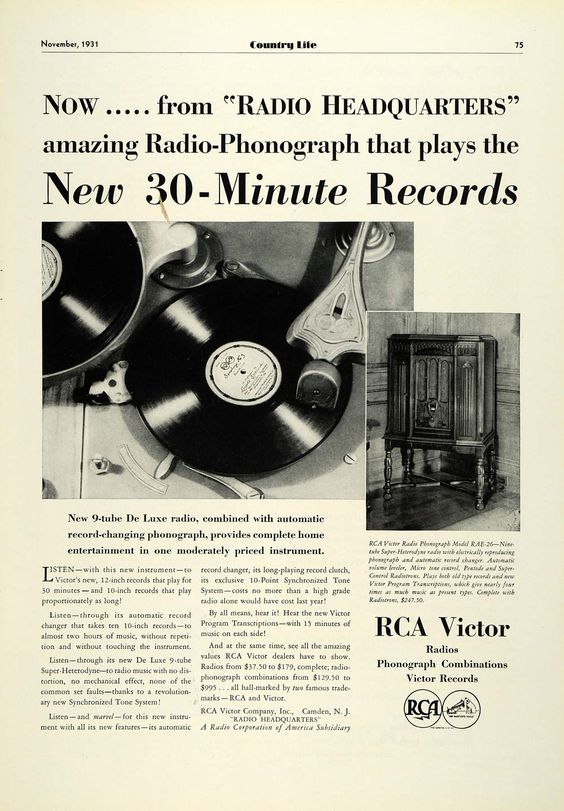 November, 1931
Country Life
75
NOW ..... from "RADIO HEADQUARTERS"
amazing Radio-Phonograph that plays the
New 30-Minute Records
New 9-tube De Luxe radio, combined with automatic
record-changing phonograph, provides complete home
entertainment in one moderately priced instrument.
RCA Victor Radio Phonograph Model RAE-26—Nine-
tube Super-Heterodyne radio with electrically reproducing
phonograph and automatic record changer. Automatic
volume leveler, Micro tone control, Pentode and Super-
Control Radiotrons. Plays both old type records and new
Victor Program Transcriptions, which give nearly four
times as much music as present types. Complete with
Radiotrons, $247.50.
LISTEN—with this new instrument—to
Victor's new, 12-inch records that play for
30 minutes—and 10-inch records that play
proportionately as long!
Listen—through its automatic record
changer that takes ten 10-inch records—to
almost two hours of music, without repeti-
tion and without touching the instrument.
Listen—through its new De Luxe 9-tube
Super-Heterodyne—to radio music with no dis-
tortion, no mechanical effect, none of the
common set faults—thanks to a revolution-
ary new Synchronized Tone System!
Listen—and marvel—for this new instru-
ment with all its new features—its automatic
record changer, its long-playing record clutch,
its exclusive 10-Point Synchronized Tone
System—costs no more than a high grade
radio alone would have cost last year!
By all means, hear it! Hear the new Victor
Program Transcriptions—with 15 minutes of
music on each side!
And at the same time, see all the amazing
values RCA Victor dealers have to show.
Radios from $37.50 to $179, complete; radio-
phonograph combinations from $129.50 to
$995 . . . all hall-marked by two famous trade-
marks—RCA and Victor.
RCA Victor Company, Inc., Camden, N. J.
"RADIO HEADQUARTERS"
A Radio Corporation of America Subsidiary
RCA Victor
Radios
Phonograph Combinations
Victor Records
RCA